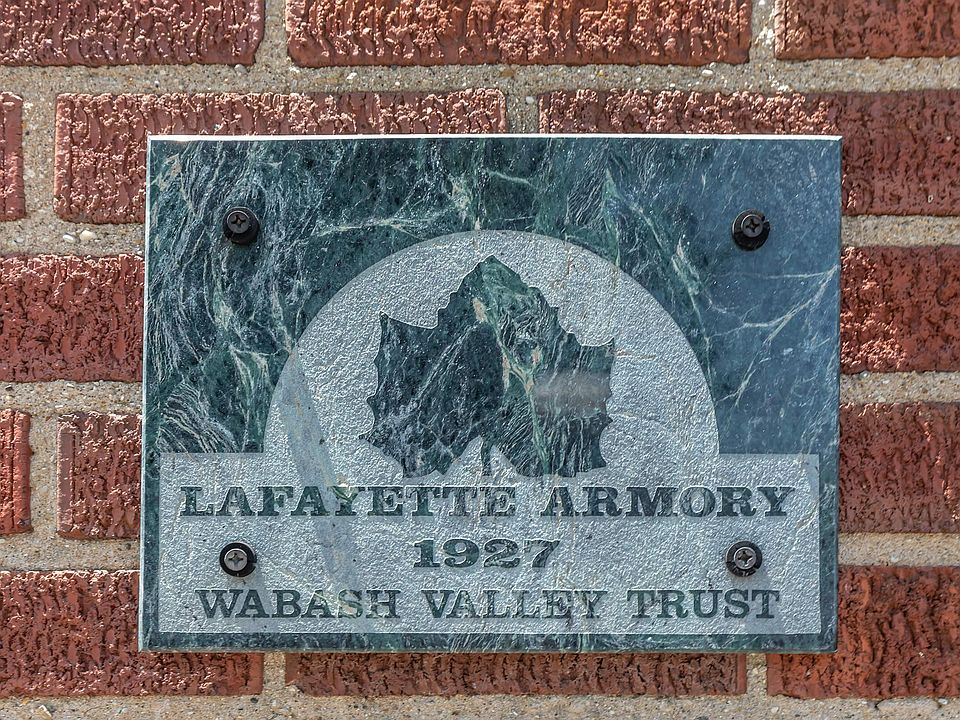 LAFAYETTE ARMORY
1927
WABASH VALLEY TRUST